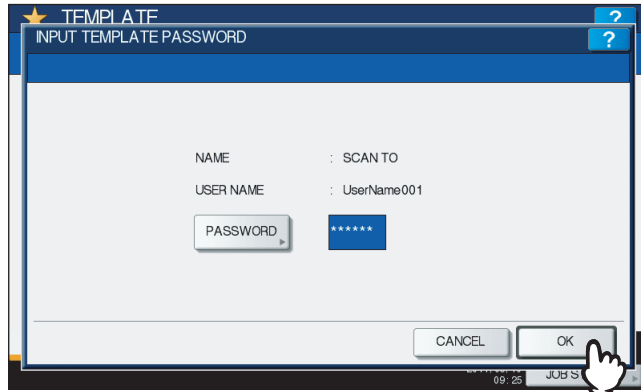 TEMPLATE ?
INPUT TEMPLATE PASSWORD ?
NAME : SCAN TO
USER NAME : UserName001
PASSWORD ******
CANCEL OK
09:25 JOB S